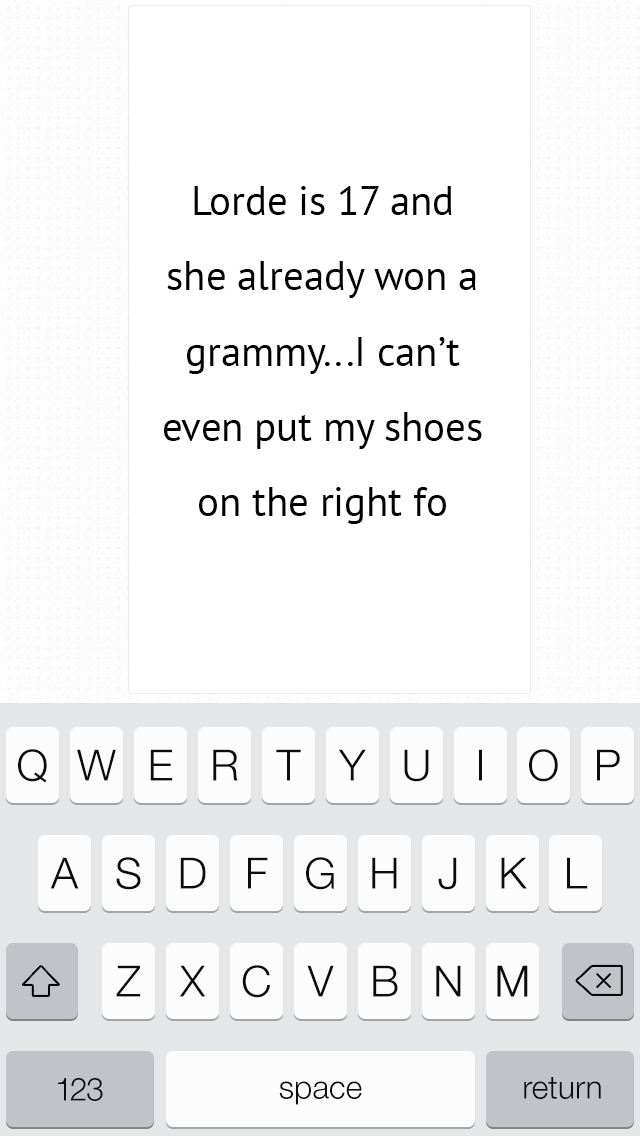 Lorde is 17 and
she already won a
grammy...I can’t
even put my shoes
on the right fo
Q W E R T Y U I O P
A S D F G H J K L
Z X C V B N M
123 space return